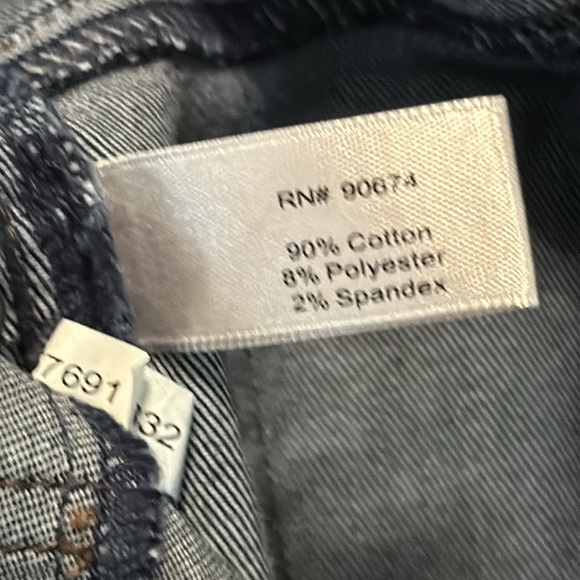 RN# 90674
90% Cotton
8% Polyester
2% Spandex
7691
32